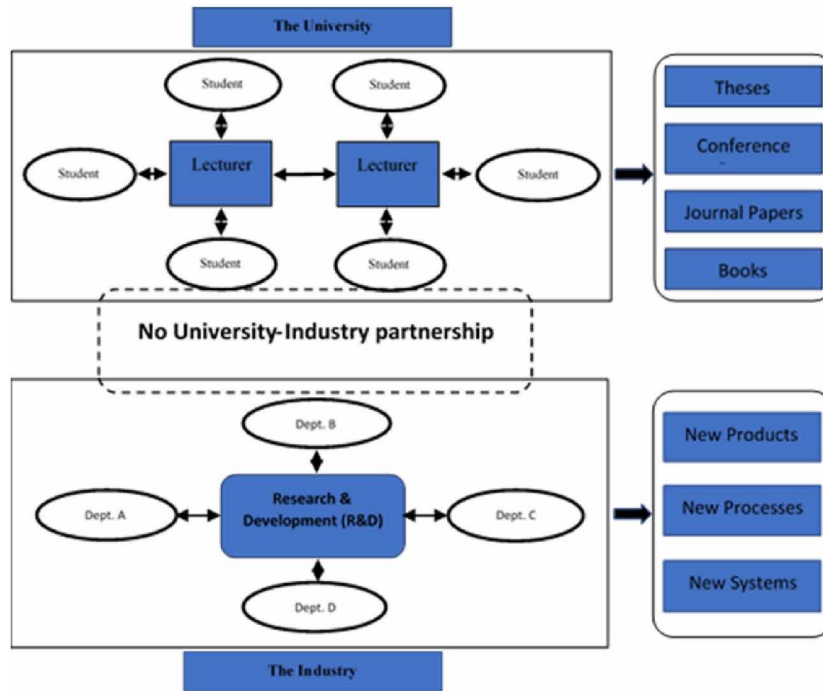 The University
Student
Student
Student
Lecturer
Lecturer
Student
Student
Student
Theses
Conference
-
Journal Papers
Books
No University-Industry partnership
Dept. B
Dept. A
Research &
Development (R&D)
Dept. C
Dept. D
New Products
New Processes
New Systems
The Industry